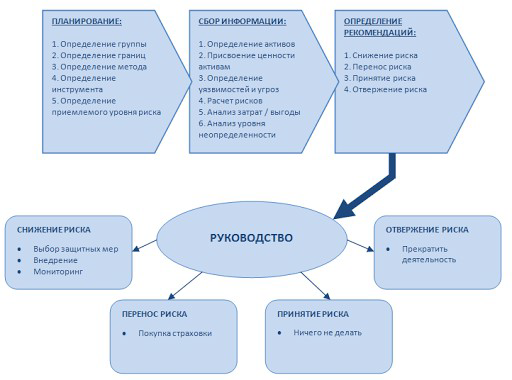 ПЛАНИРОВАНИЕ:
1. Определение группы
2. Определение границ
3. Определение метода
4. Определение
инструмента
5. Определение
приемлемого уровня риска
СБОР ИНФОРМАЦИИ:
1. Определение активов
2. Присвоение ценности
активам
3. Определение
уязвимостей и угроз
4. Расчет рисков
5. Анализ затрат / выгоды
6. Анализ уровня
неопределенности
ОПРЕДЕЛЕНИЕ
РЕКОМЕНДАЦИЙ:
1. Снижение риска
2. Перенос риска
3. Принятие риска
4. Отвержение риска
РУКОВОДСТВО
СНИЖЕНИЕ РИСКА
• Выбор защитных мер
• Внедрение
• Мониторинг
ПЕРЕНОС РИСКА
• Покупка страховки
ПРИНЯТИЕ РИСКА
• Ничего не делать
ОТВЕРЖЕНИЕ РИСКА
• Прекратить
деятельность